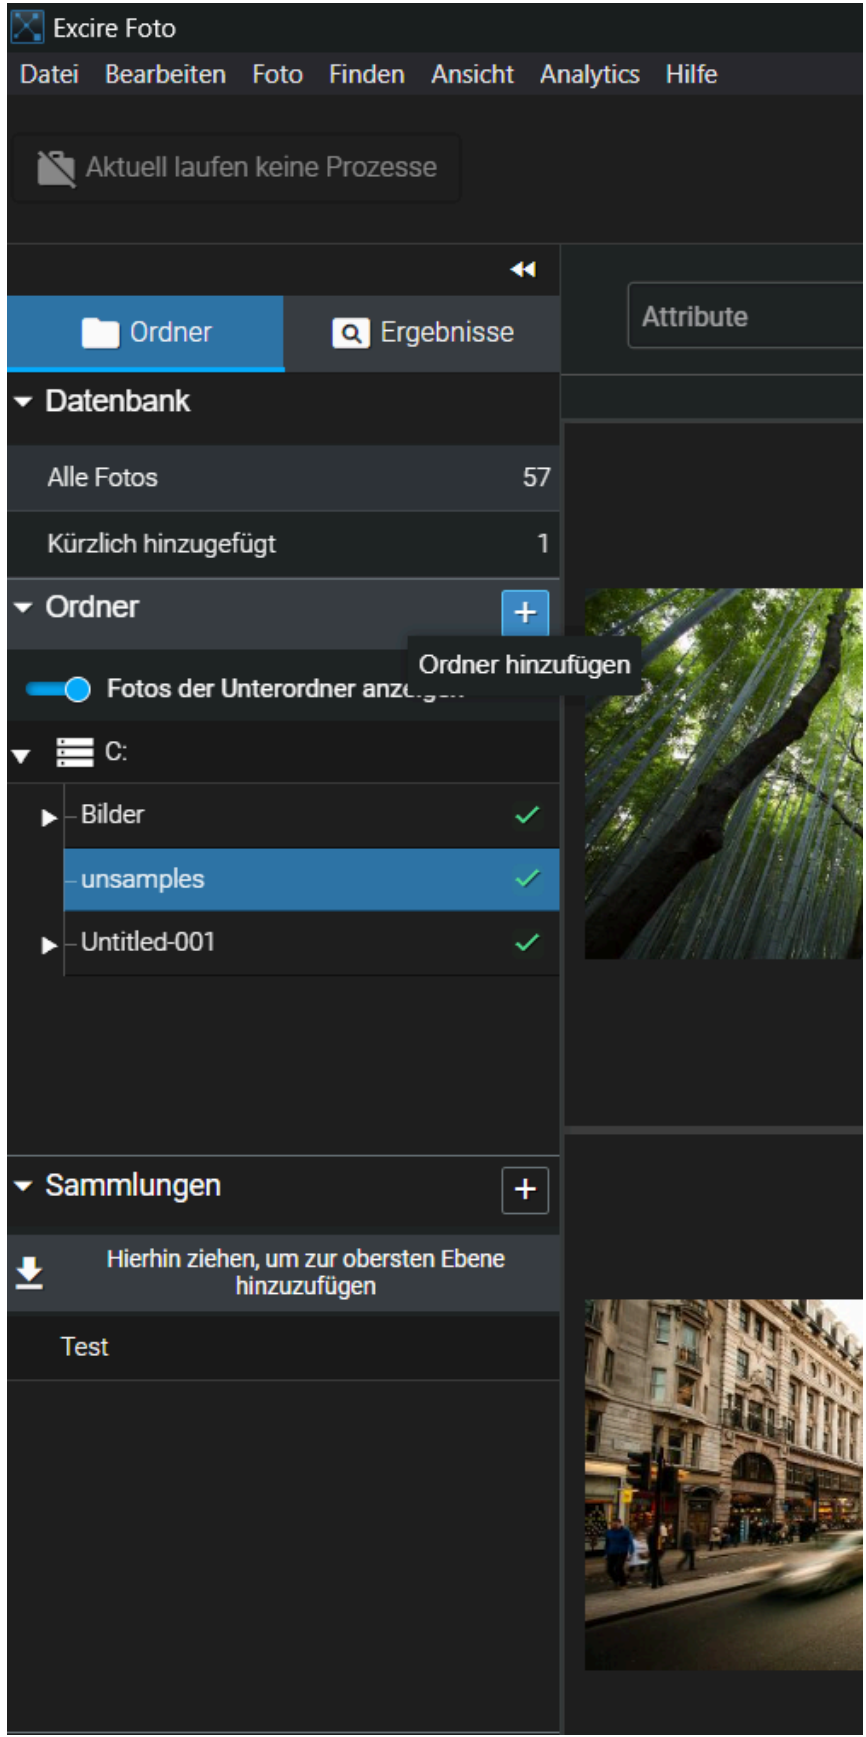 Excire Foto
Datei Bearbeiten Foto Finden Ansicht Analytics Hilfe
Aktuell laufen keine Prozesse
Ordner Ergebnisse
Attribute
Datenbank
Alle Fotos 57
Kürzlich hinzugefügt 1
Ordner +
Ordner hinzufügen
Fotos der Unterordner anzeigen
C:
Bilder
unsamples
Untitled-001
Sammlungen +
Hierhin ziehen, um zur obersten Ebene
hinzuzufügen
Test